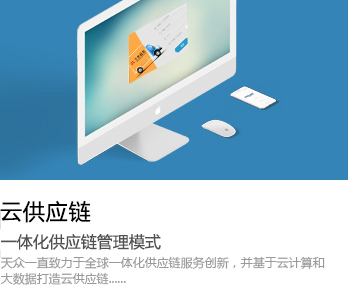 云供应链
一体化供应链管理模式
天众一直致力于全球一体化供应链服务创新，并基于云计算和
大数据打造云供应链......